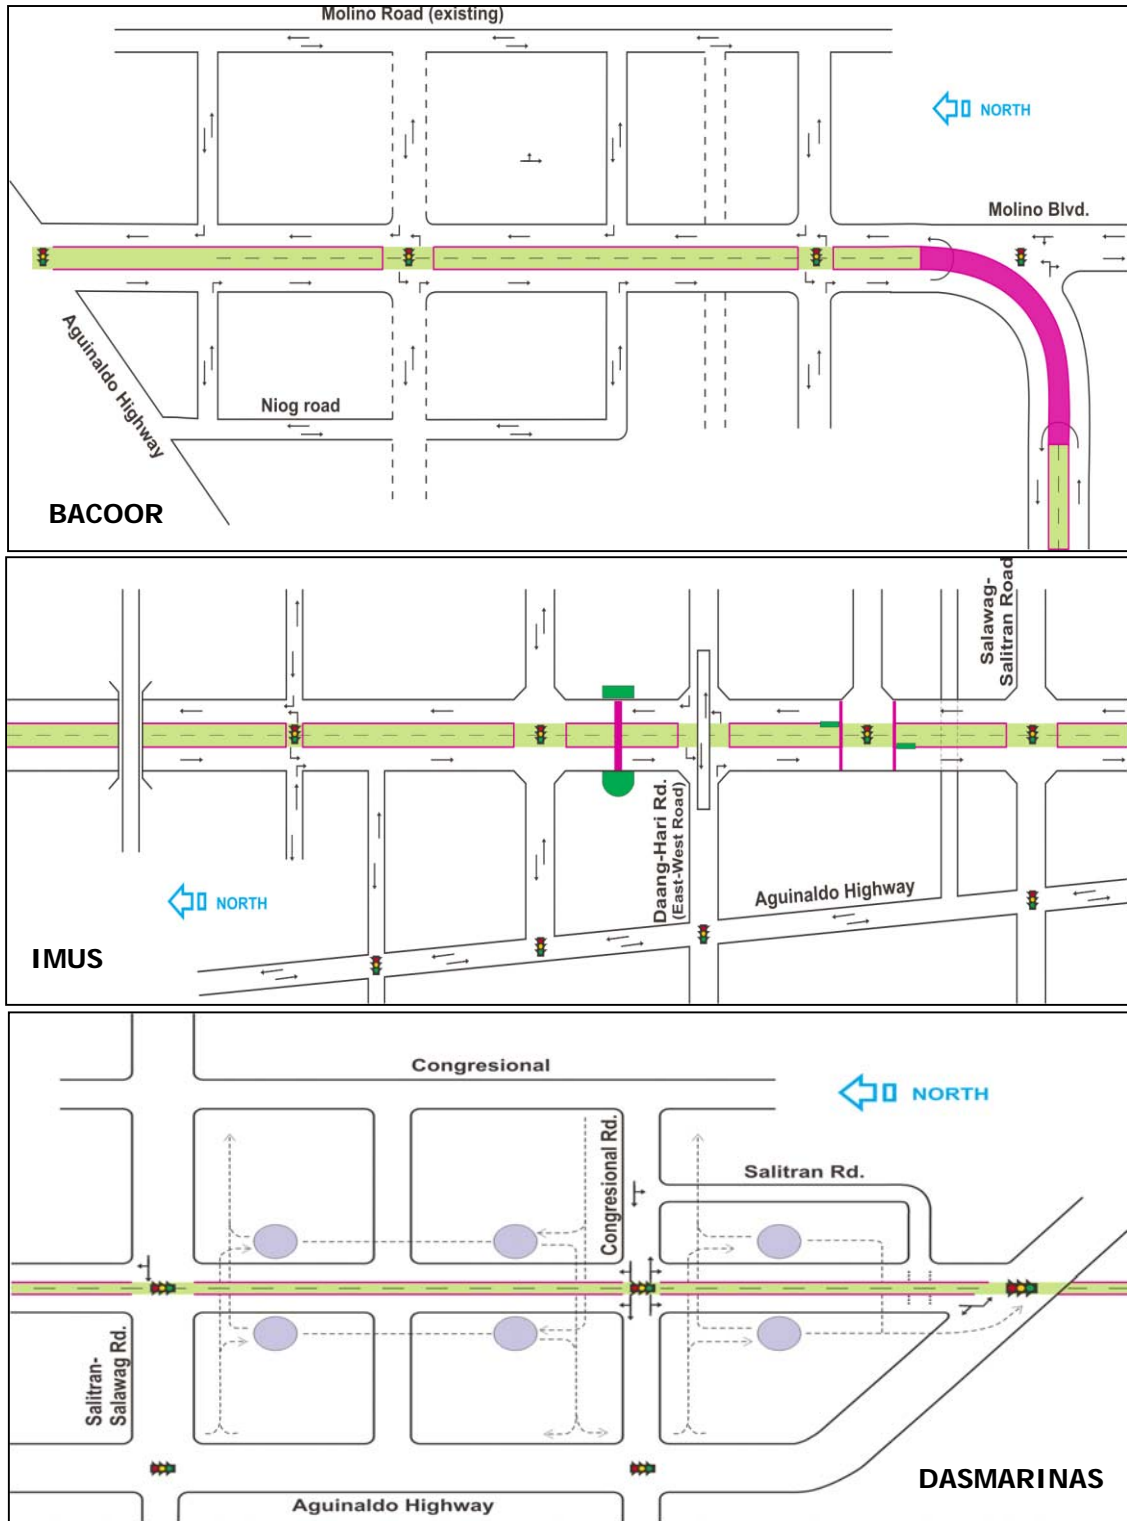 Molino Road (existing)
NORTH
Molino Blvd.
Aguinaldo Highway
Niog road
BACOOR
Salawag-
Salitran Road
Daang-Hari Rd.
(East-West Road)
Aguinaldo Highway
NORTH
IMUS
Congresional
NORTH
Congresional Rd.
Salitran Rd.
Salitran-
Salawag Rd.
DASMARINAS
Aguinaldo Highway